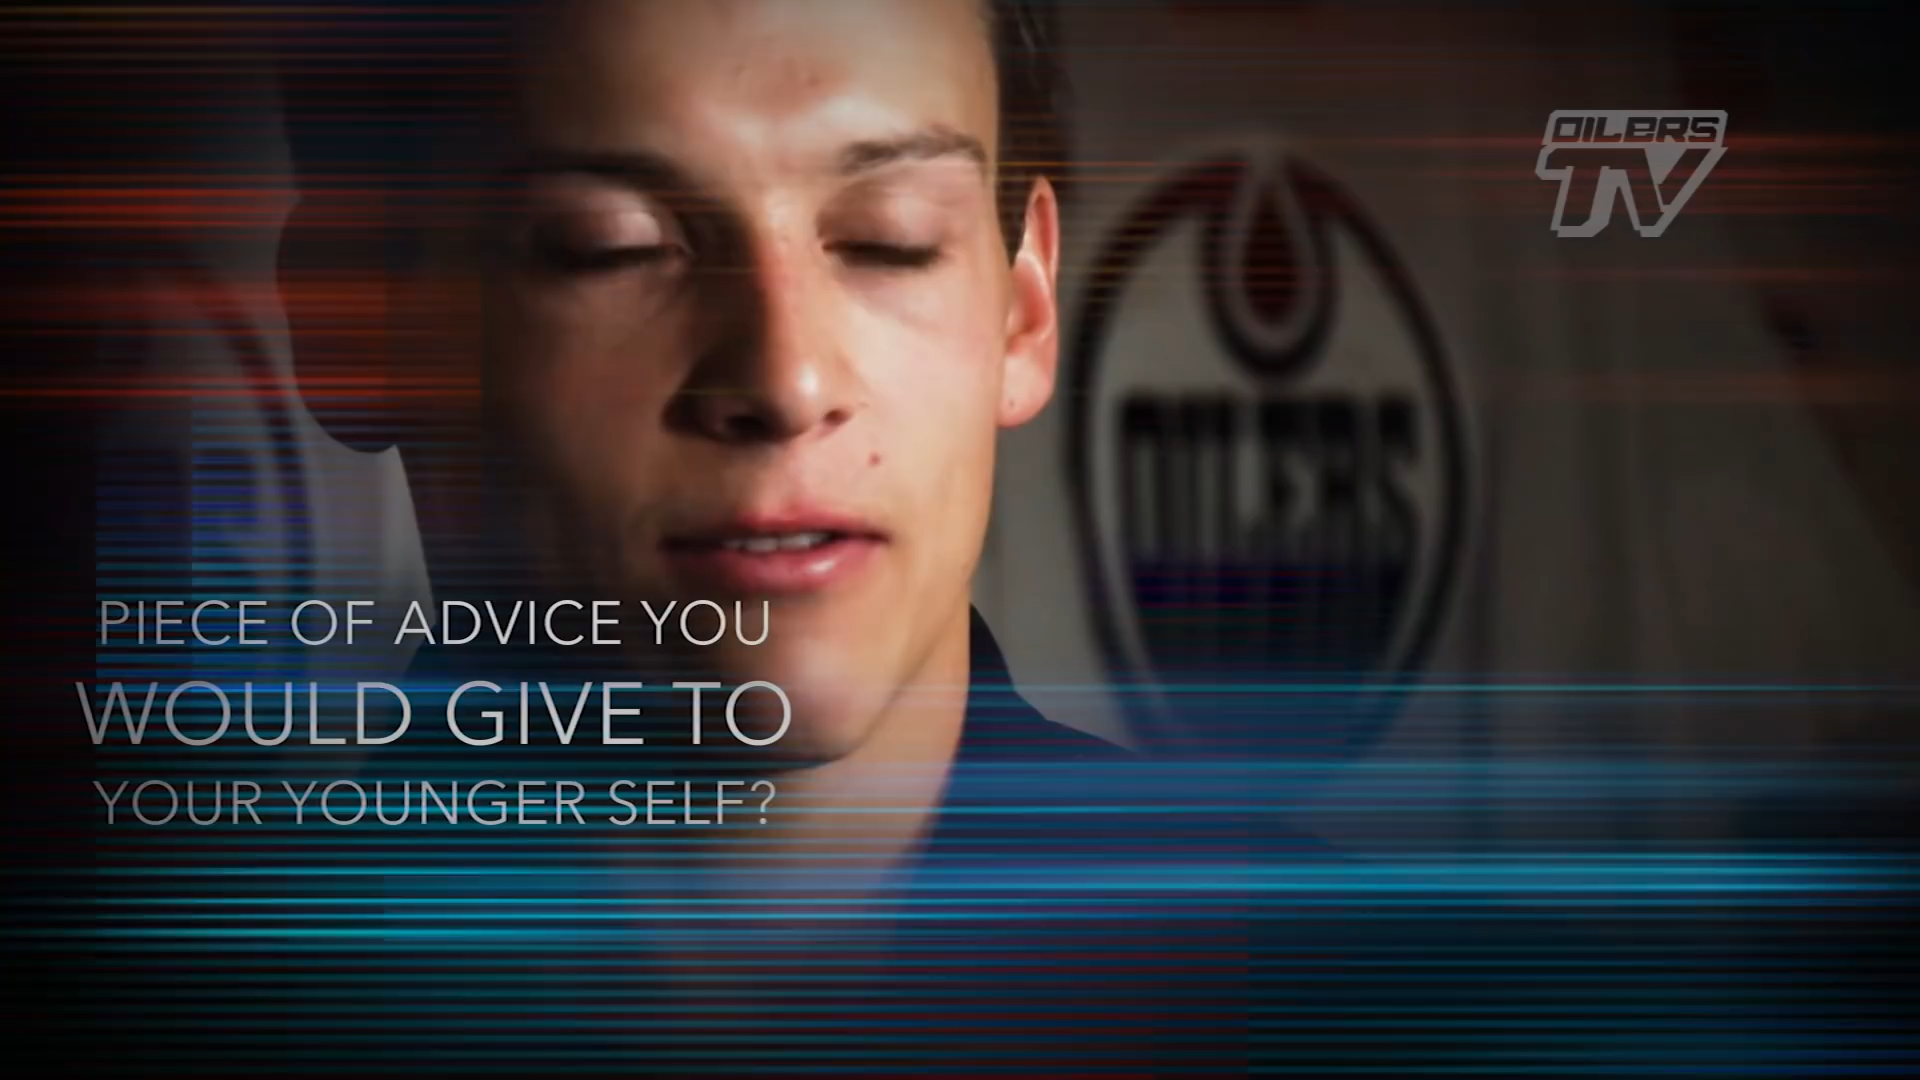 OILERS
TV
OILERS
PIECE OF ADVICE YOU
WOULD GIVE TO
YOUR YOUNGER SELF?